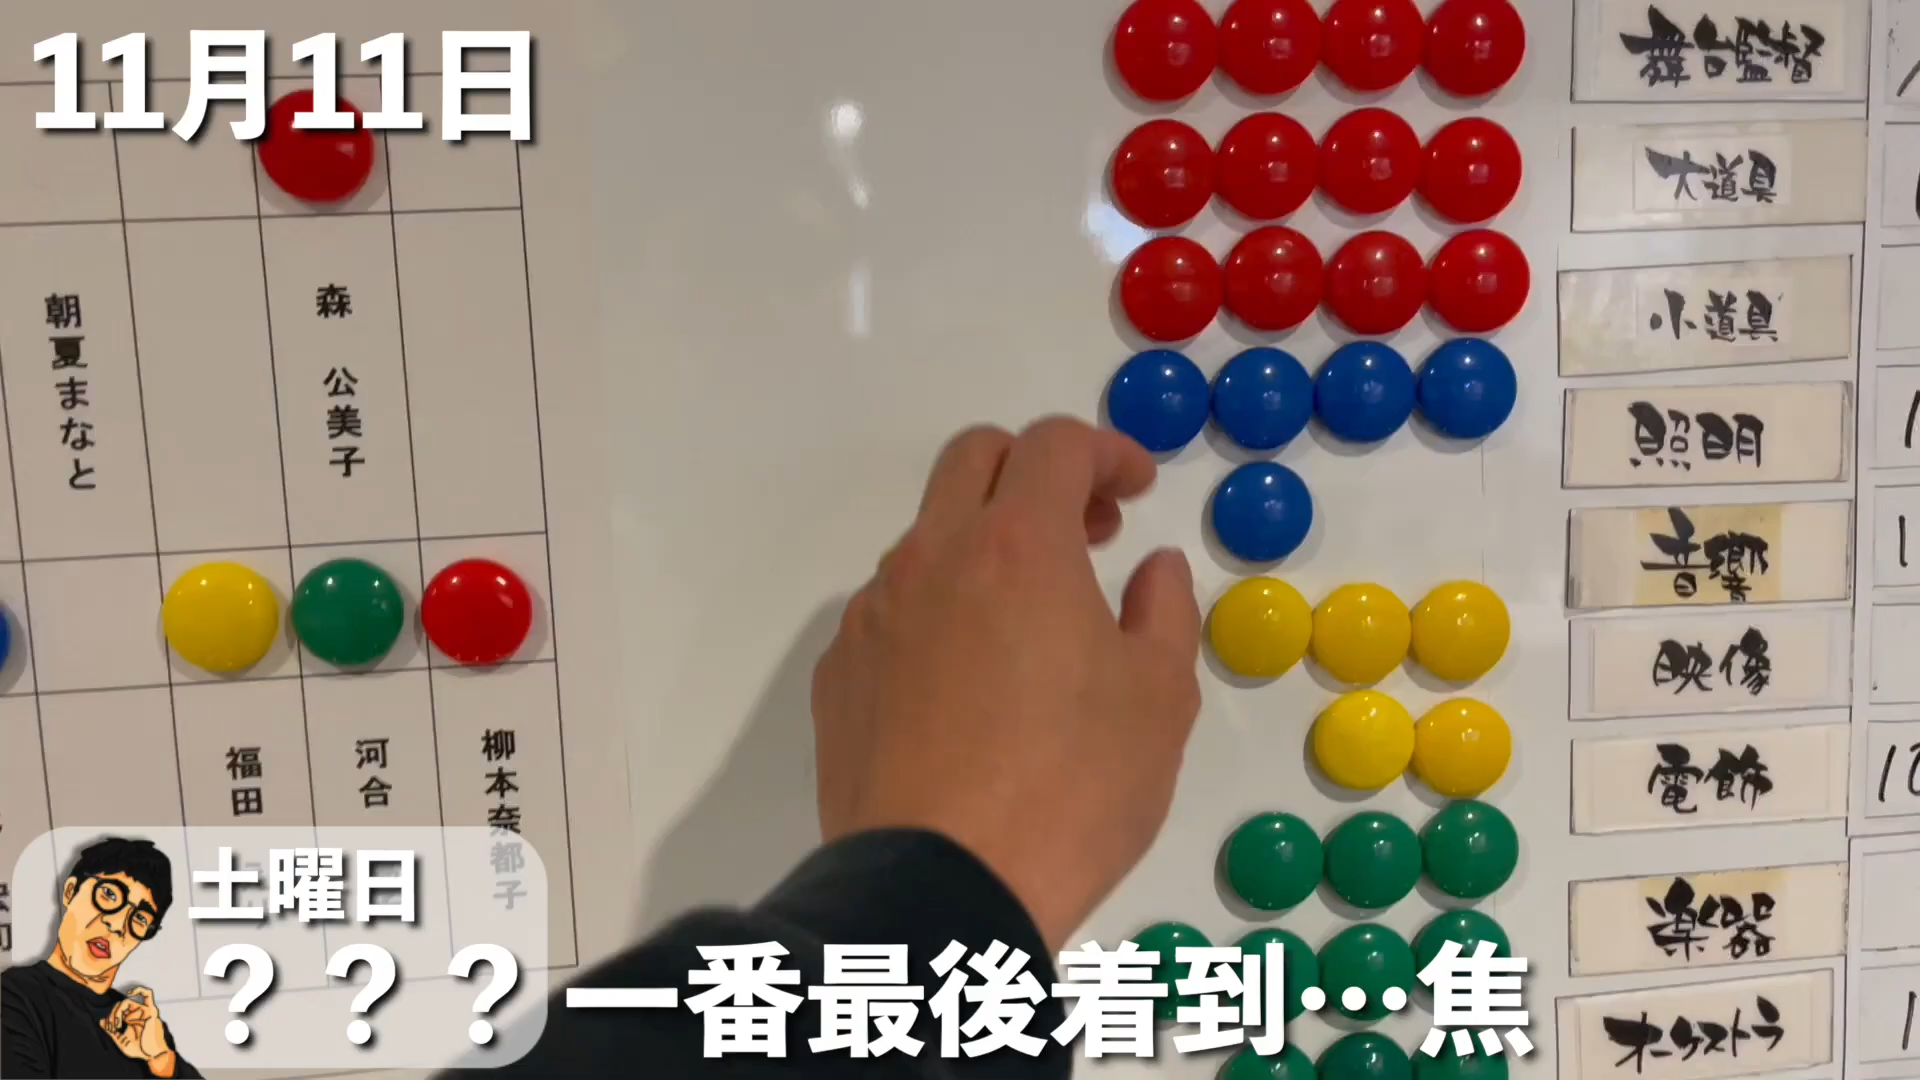 11月11日
朝夏まなと
森 公美子
福田
河合
柳本奈都子
舞台監督
大道具
小道具
照明
音響
映像
電飾
楽器
オーケストラ
土曜日
？？？一番最後着到…焦